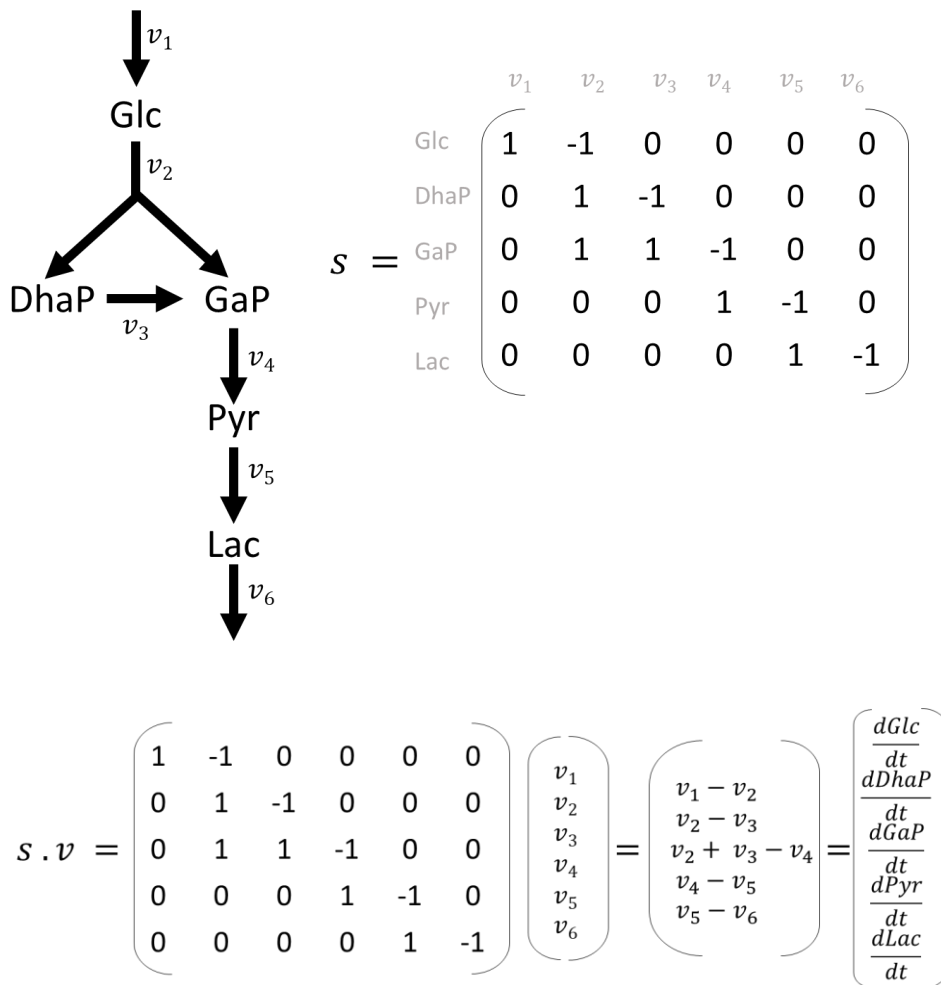 v₁
Glc
v₂
DhaP
v₃
GaP
v₄
Pyr
v₅
Lac
v₆
v₁ v₂ v₃ v₄ v₅ v₆
s =
Glc 1 -1 0 0 0 0
DhaP 0 1 -1 0 0 0
GaP 0 1 1 -1 0 0
Pyr 0 0 0 1 -1 0
Lac 0 0 0 0 1 -1
s . v =
1 -1 0 0 0 0
0 1 -1 0 0 0
0 1 1 -1 0 0
0 0 0 1 -1 0
0 0 0 0 1 -1
v₁
v₂
v₃
v₄
v₅
v₆
=
v₁ − v₂
v₂ − v₃
v₂ + v₃ − v₄
v₄ − v₅
v₅ − v₆
=
dGlc
dt
dDhaP
dt
dGaP
dt
dPyr
dt
dLac
dt